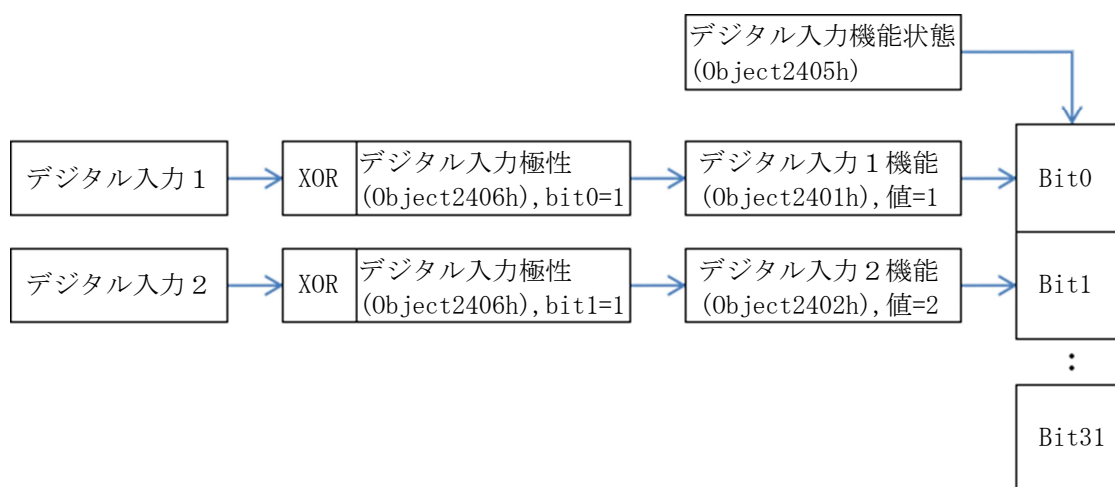 デジタル入力機能状態
(Object2405h)
デジタル入力1
XOR
デジタル入力極性
(Object2406h),bit0=1
デジタル入力1機能
(Object2401h),値=1
Bit0
デジタル入力2
XOR
デジタル入力極性
(Object2406h),bit1=1
デジタル入力2機能
(Object2402h),値=2
Bit1
:
Bit31